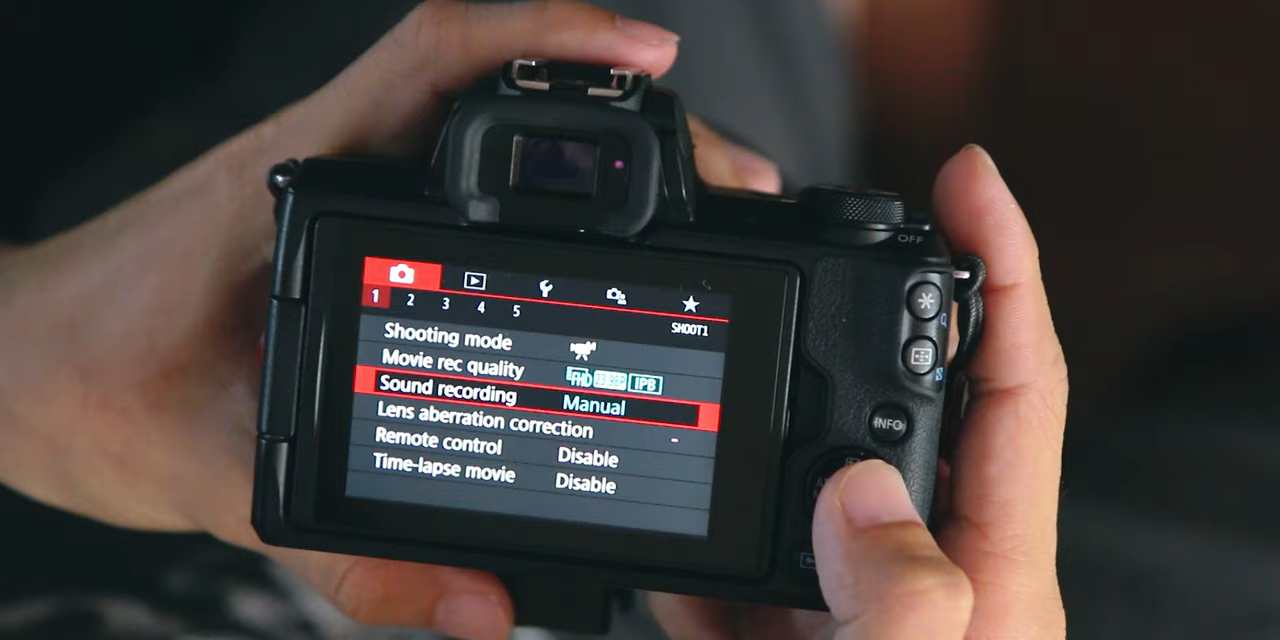 OFF
1 2 3 4 5
SHOOT1
Shooting mode
Movie rec quality FHD IPB
Sound recording Manual
Lens aberration correction -
Remote control Disable
Time-lapse movie Disable
INFO